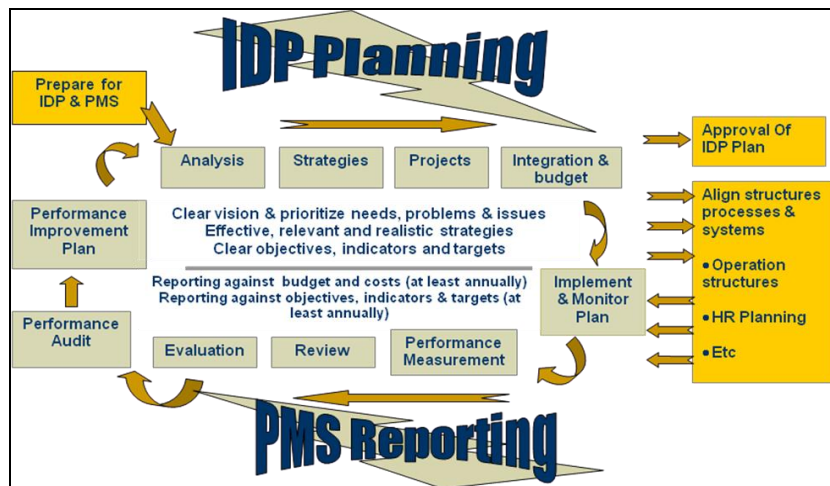 IDP Planning
Prepare for
IDP & PMS
Approval Of
IDP Plan
Analysis
Strategies
Projects
Integration &
budget
Align structures
processes &
systems
• Operation
structures
• HR Planning
• Etc
Performance
Improvement
Plan
Clear vision & prioritize needs, problems & issues
Effective, relevant and realistic strategies
Clear objectives, indicators and targets
Reporting against budget and costs (at least annually)
Reporting against objectives, indicators & targets (at
least annually)
Implement
& Monitor
Plan
Performance
Audit
Evaluation
Review
Performance
Measurement
PMS Reporting